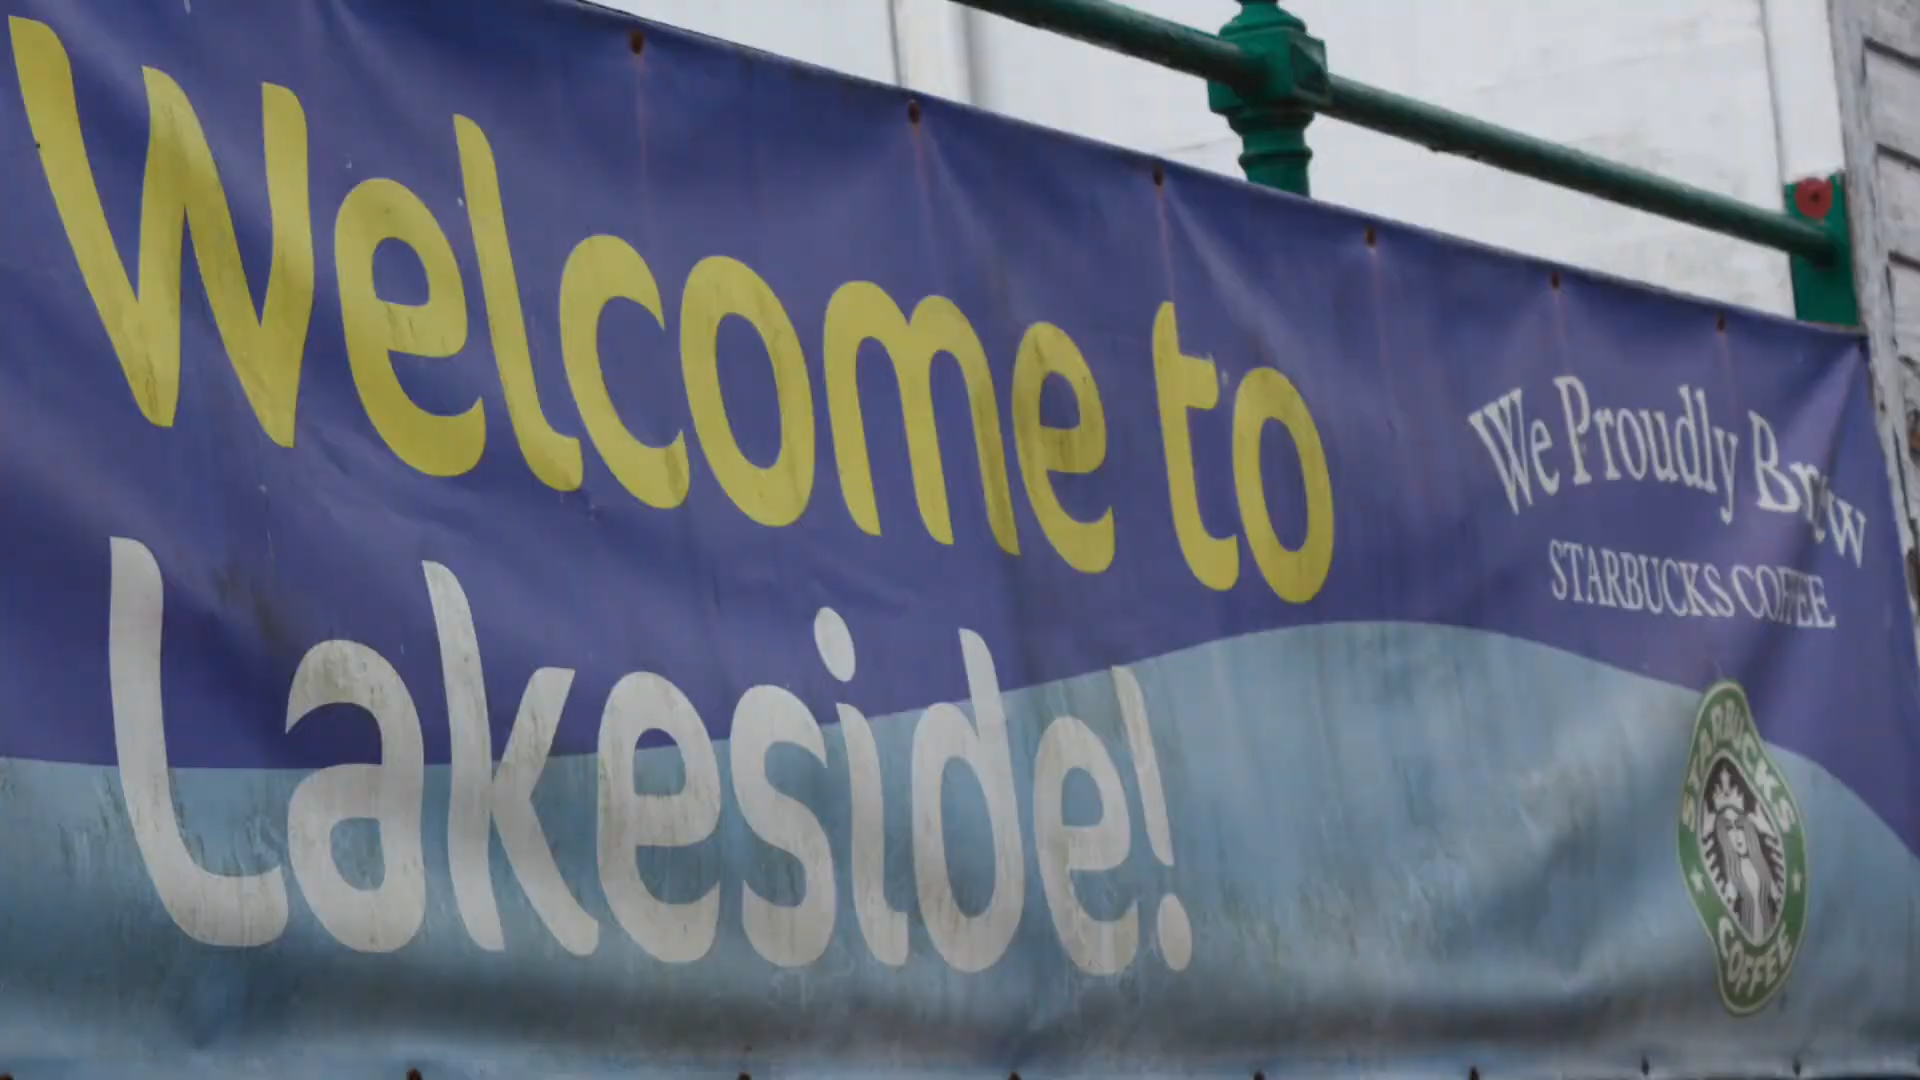 Welcome to
Lakeside!
We Proudly Brew
STARBUCKS COFFEE
STARBUCKS
COFFEE